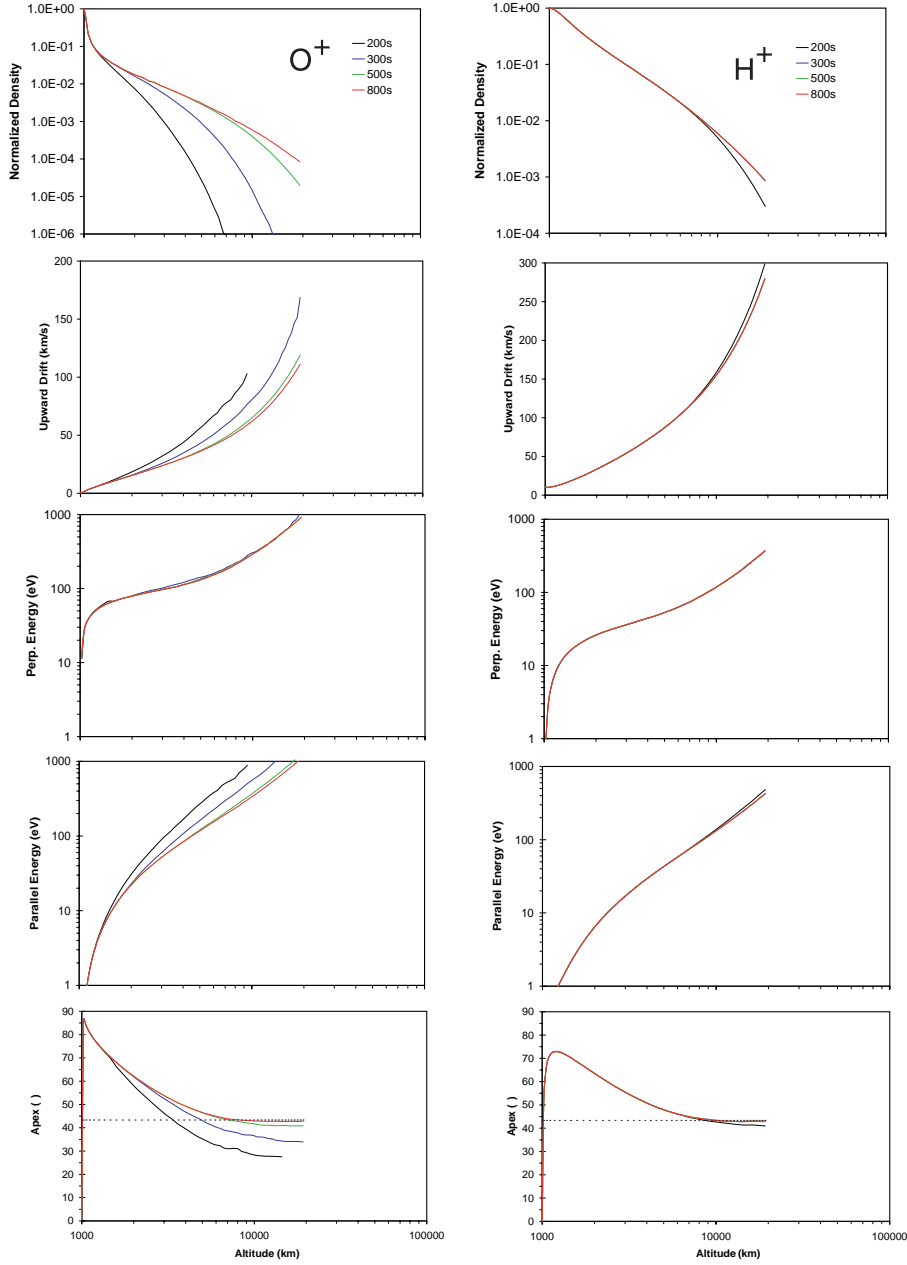 O+
200s
300s
500s
800s
Normalized Density
1.0E+00
1.0E-01
1.0E-02
1.0E-03
1.0E-04
1.0E-05
1.0E-06
H+
200s
300s
500s
800s
Normalized Density
1.0E+00
1.0E-01
1.0E-02
1.0E-03
1.0E-04
Upward Drift (km/s)
200
150
100
50
0
Upward Drift (km/s)
300
250
200
150
100
50
0
Perp. Energy (eV)
1000
100
10
1
Perp. Energy (eV)
1000
100
10
1
Parallel Energy (eV)
1000
100
10
1
Parallel Energy (eV)
1000
100
10
1
Apex ( )
90
80
70
60
50
40
30
20
10
0
1000 10000 100000
Altitude (km)
Apex ( )
90
80
70
60
50
40
30
20
10
0
1000 10000 100000
Altitude (km)